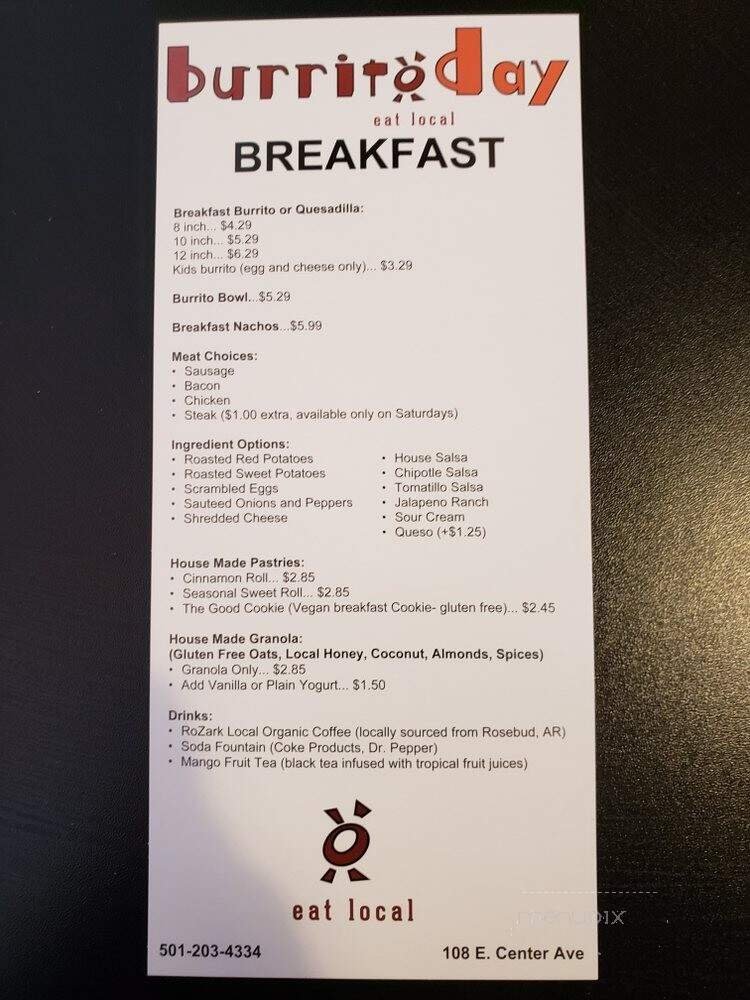 burritoday
eat local
BREAKFAST
Breakfast Burrito or Quesadilla:
8 inch... $4.29
10 inch... $5.29
12 inch... $6.29
Kids burrito (egg and cheese only)... $3.29
Burrito Bowl...$5.29
Breakfast Nachos...$5.99
Meat Choices:
• Sausage
• Bacon
• Chicken
• Steak ($1.00 extra, available only on Saturdays)
Ingredient Options:
• Roasted Red Potatoes
• Roasted Sweet Potatoes
• Scrambled Eggs
• Sauteed Onions and Peppers
• Shredded Cheese
• House Salsa
• Chipotle Salsa
• Tomatillo Salsa
• Jalapeno Ranch
• Sour Cream
• Queso (+$1.25)
House Made Pastries:
• Cinnamon Roll... $2.85
• Seasonal Sweet Roll... $2.85
• The Good Cookie (Vegan breakfast Cookie- gluten free)... $2.45
House Made Granola:
(Gluten Free Oats, Local Honey, Coconut, Almonds, Spices)
• Granola Only... $2.85
• Add Vanilla or Plain Yogurt... $1.50
Drinks:
• RoZark Local Organic Coffee (locally sourced from Rosebud, AR)
• Soda Fountain (Coke Products, Dr. Pepper)
• Mango Fruit Tea (black tea infused with tropical fruit juices)
eat local
menupix
501-203-4334
108 E. Center Ave